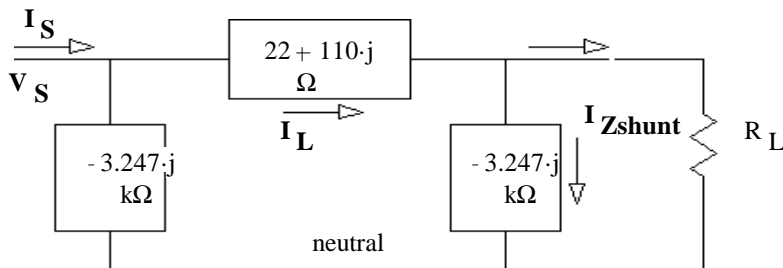 I S
V S
22 + 110·j
Ω
I L
I Zshunt
R L
- 3.247·j
kΩ
- 3.247·j
kΩ
neutral